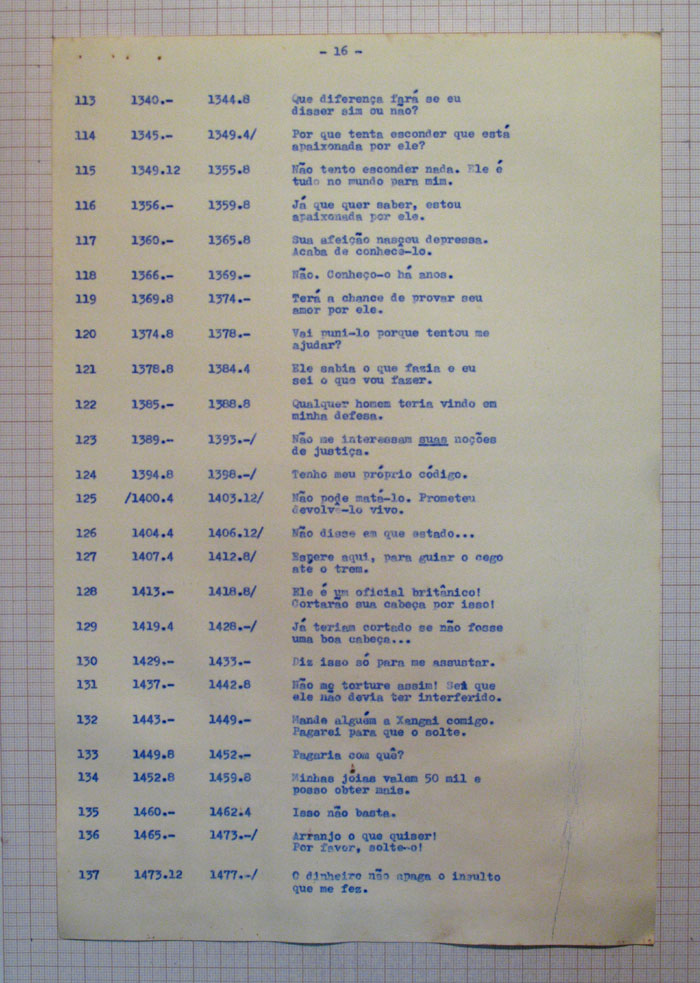 - 16 -
113 1340.- 1344.8 Que diferença fará se eu
disser sim ou não?
114 1345.- 1349.4/ Por que tenta esconder que está
apaixonada por ele?
115 1349.12 1355.8 Não tento esconder nada. Ele é
tudo no mundo para mim.
116 1356.- 1359.8 Já que quer saber, estou
apaixonada por ele.
117 1360.- 1365.8 Sua afeição nasceu depressa.
Acaba de conhecê-lo.
118 1366.- 1369.- Não. Conheço-o há anos.
119 1369.8 1374.- Terá a chance de provar seu
amor por ele.
120 1374.8 1378.- Vai puni-lo porque tentou me
ajudar?
121 1378.8 1384.4 Ele sabia o que fazia e eu
sei o que vou fazer.
122 1385.- 1388.8 Qualquer homem teria vindo em
minha defesa.
123 1389.- 1393.-/ Não me interessam suas noções
de justiça.
124 1394.8 1398.-/ Tenho meu próprio código.
125 /1400.4 1403.12/ Não pode matá-lo. Prometeu
devolvê-lo vivo.
126 1404.4 1406.12/ Não disse em que estado...
127 1407.4 1412.8/ Espere aqui, para guiar o cego
até o trem.
128 1413.- 1418.8/ Ele é um oficial britânico!
Cortarão sua cabeça por isso!
129 1419.4 1428.-/ Já teriam cortado se não fosse
uma boa cabeça...
130 1429.- 1433.- Diz isso só para me assustar.
131 1437.- 1442.8 Não me torture assim! Sei que
ele não devia ter interferido.
132 1443.- 1449.- Mande alguém a Xangai comigo.
Pagarei para que o solte.
133 1449.8 1452.- Pagaria com quê?
134 1452.8 1459.8 Minhas jóias valem 50 mil e
posso obter mais.
135 1460.- 1462.4 Isso não basta.
136 1465.- 1473.-/ Arranjo o que quiser!
Por favor, solte-o!
137 1473.12 1477.-/ O dinheiro não apaga o insulto
que me fez.